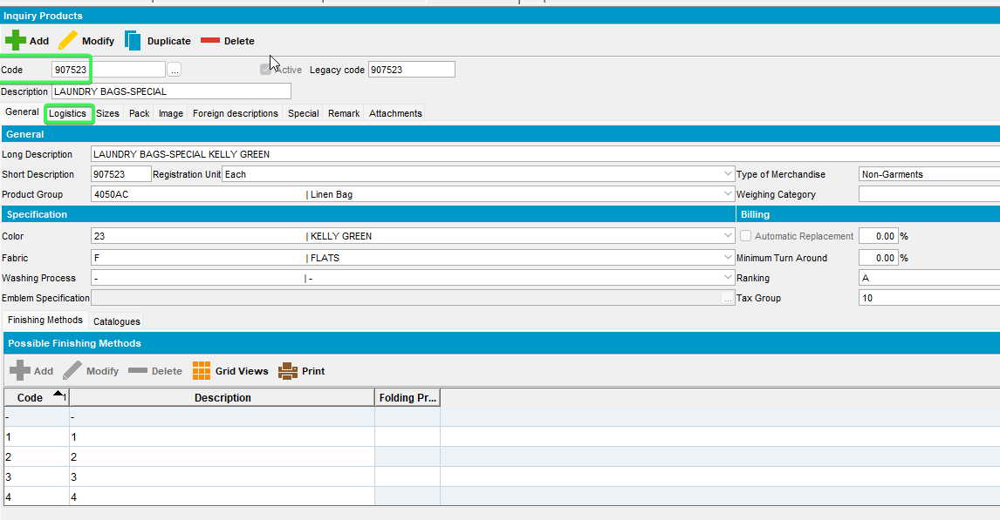 Inquiry Products
Add Modify Duplicate Delete
Code 907523 ... Active Legacy code 907523
Description LAUNDRY BAGS-SPECIAL
General Logistics Sizes Pack Image Foreign descriptions Special Remark Attachments
General
Long Description LAUNDRY BAGS-SPECIAL KELLY GREEN
Short Description 907523 Registration Unit Each Type of Merchandise Non-Garments
Product Group 4050AC | Linen Bag Weighing Category
Specification Billing
Color 23 | KELLY GREEN Automatic Replacement 0.00 %
Fabric F | FLATS Minimum Turn Around 0.00 %
Washing Process - | - Ranking A
Emblem Specification ... Tax Group 10
Finishing Methods Catalogues
Possible Finishing Methods
Add Modify Delete Grid Views Print
Code 1 Description Folding Pr...
- -
1 1
2 2
3 3
4 4